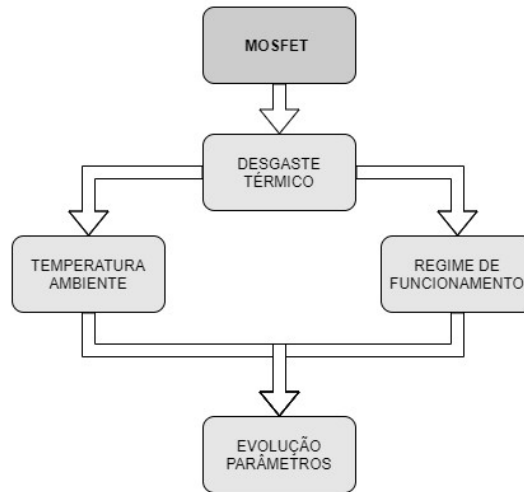 MOSFET
DESGASTE
TÉRMICO
TEMPERATURA
AMBIENTE
REGIME DE
FUNCIONAMENTO
EVOLUÇÃO
PARÂMETROS